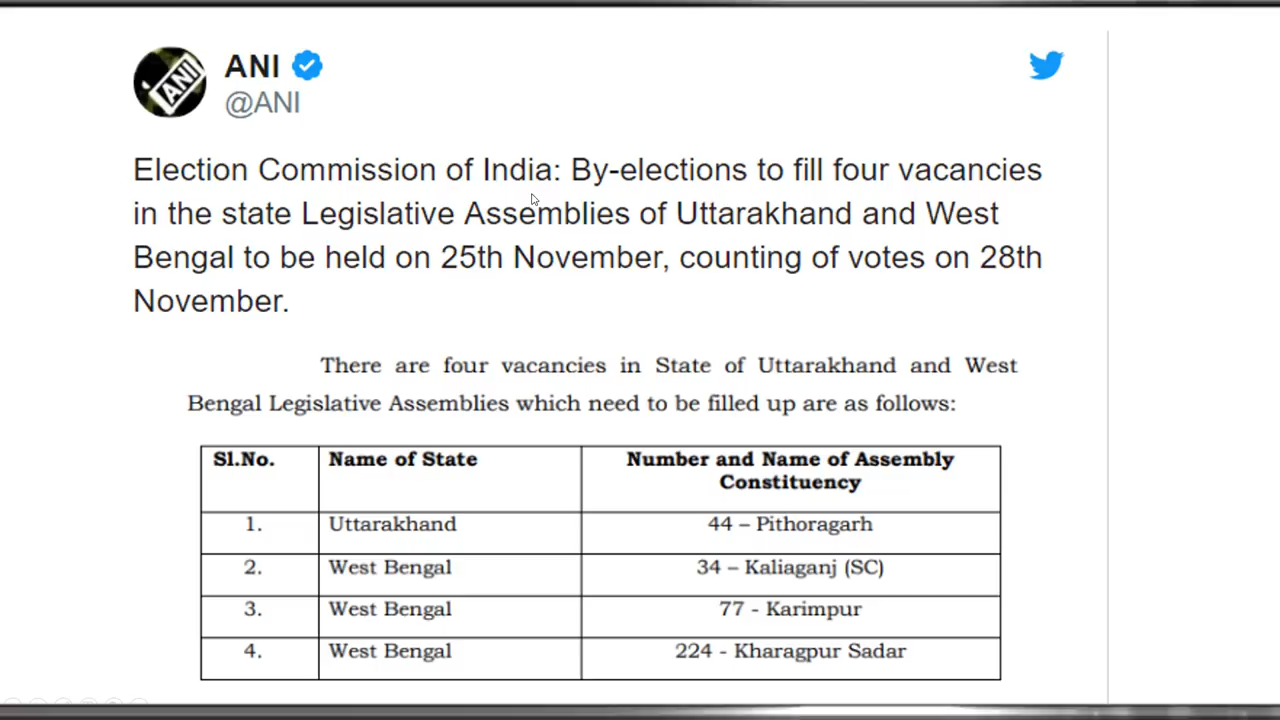 ANI
@ANI
ANI
Election Commission of India: By-elections to fill four vacancies
in the state Legislative Assemblies of Uttarakhand and West
Bengal to be held on 25th November, counting of votes on 28th
November.
There are four vacancies in State of Uttarakhand and West
Bengal Legislative Assemblies which need to be filled up are as follows:
Sl.No. Name of State Number and Name of Assembly
Constituency
1. Uttarakhand 44 – Pithoragarh
2. West Bengal 34 – Kaliaganj (SC)
3. West Bengal 77 - Karimpur
4. West Bengal 224 - Kharagpur Sadar